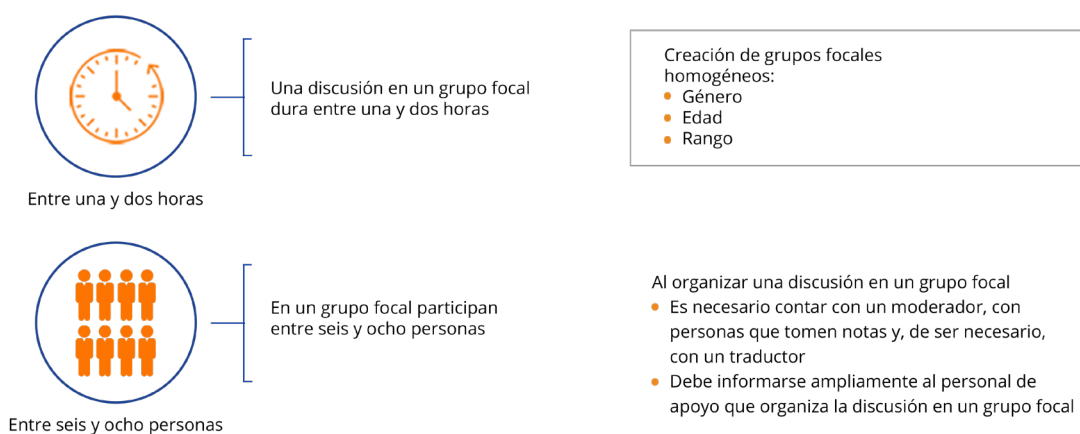 Una discusión en un grupo focal
dura entre una y dos horas
Entre una y dos horas
Creación de grupos focales
homogéneos:
Género
Edad
Rango
En un grupo focal participan
entre seis y ocho personas
Entre seis y ocho personas
Al organizar una discusión en un grupo focal
Es necesario contar con un moderador, con
personas que tomen notas y, de ser necesario,
con un traductor
Debe informarse ampliamente al personal de
apoyo que organiza la discusión en un grupo focal